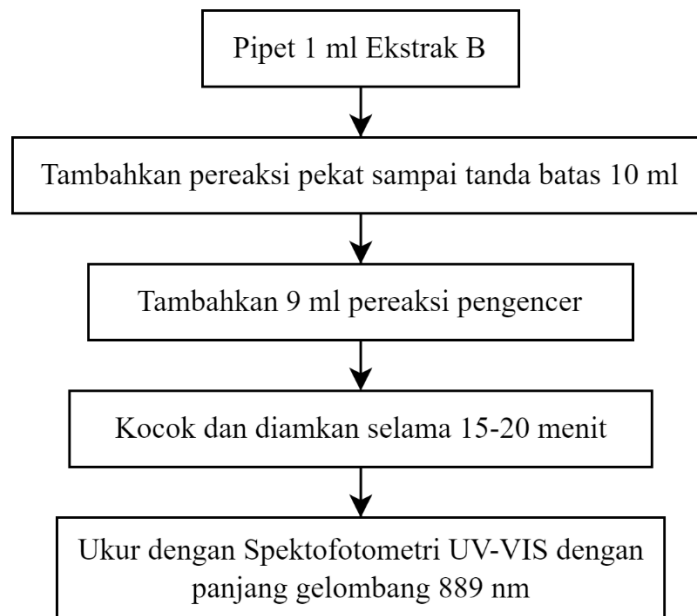 Pipet 1 ml Ekstrak B
Tambahkan pereaksi pekat sampai tanda batas 10 ml
Tambahkan 9 ml pereaksi pengencer
Kocok dan diamkan selama 15-20 menit
Ukur dengan Spektofotometri UV-VIS dengan
panjang gelombang 889 nm